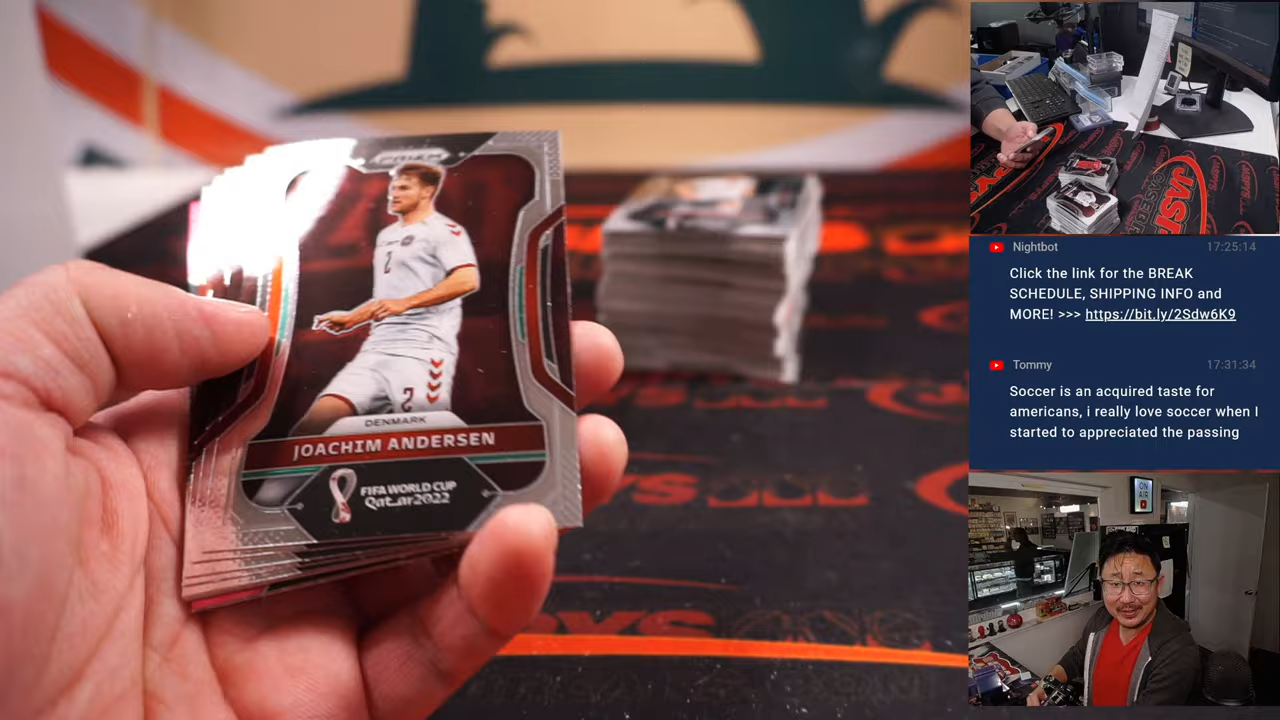 PRIZM
2
2
DENMARK
JOACHIM ANDERSEN
FIFA WORLD CUP
Qatar2022
Nightbot 17:25:14
Click the link for the BREAK
SCHEDULE, SHIPPING INFO and
MORE! >>> https://bit.ly/2Sdw6K9
Tommy 17:31:34
Soccer is an acquired taste for
americans, i really love soccer when I
started to appreciated the passing
ON
AIR